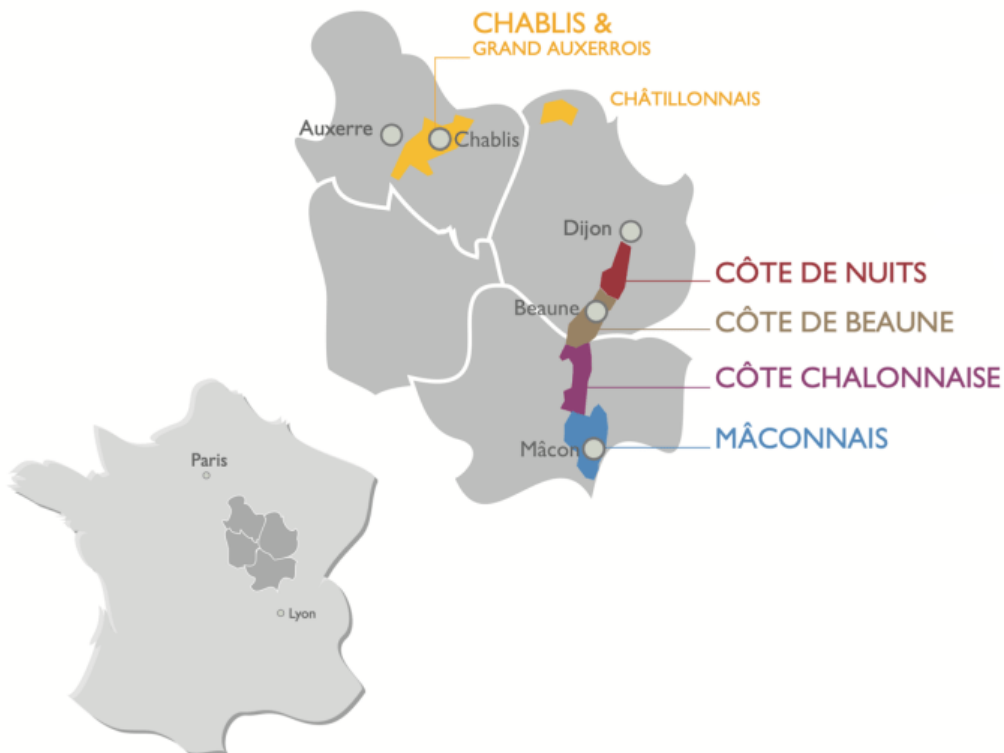 CHABLIS &
GRAND AUXERROIS
CHÂTILLONNAIS
Auxerre
Chablis
Dijon
CÔTE DE NUITS
Beaune
CÔTE DE BEAUNE
CÔTE CHALONNAISE
MÂCONNAIS
Mâcon
Paris
Lyon